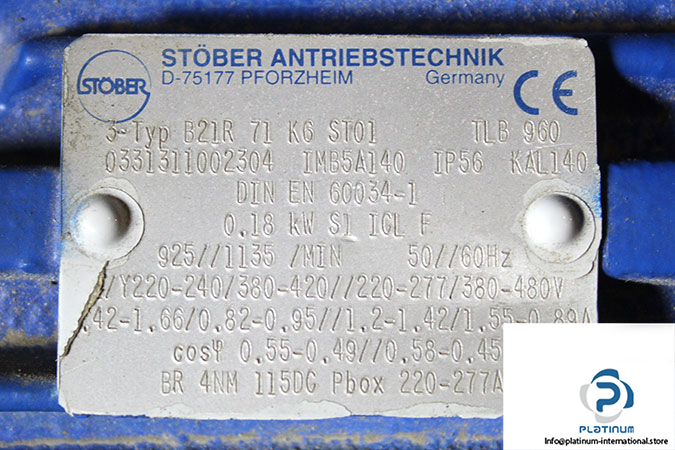 STÖBER
STÖBER ANTRIEBSTECHNIK
D-75177 PFORZHEIM Germany
CE
3-Typ B21R 71 K6 ST01 TLB 960
0331311002304 IMB5A140 IP56 KAL140
DIN EN 60034-1
0.18 kW S1 ICL F
925//1135 /MIN 50//60Hz
/Y220-240/380-420//220-277/380-480V
.42-1.66/0.82-0.95//1.2-1.42/1.55-0.89A
cosφ 0.55-0.49//0.58-0.45
BR 4NM 115DG Pbox 220-277A
PLATINUM
info@platinum-international.store